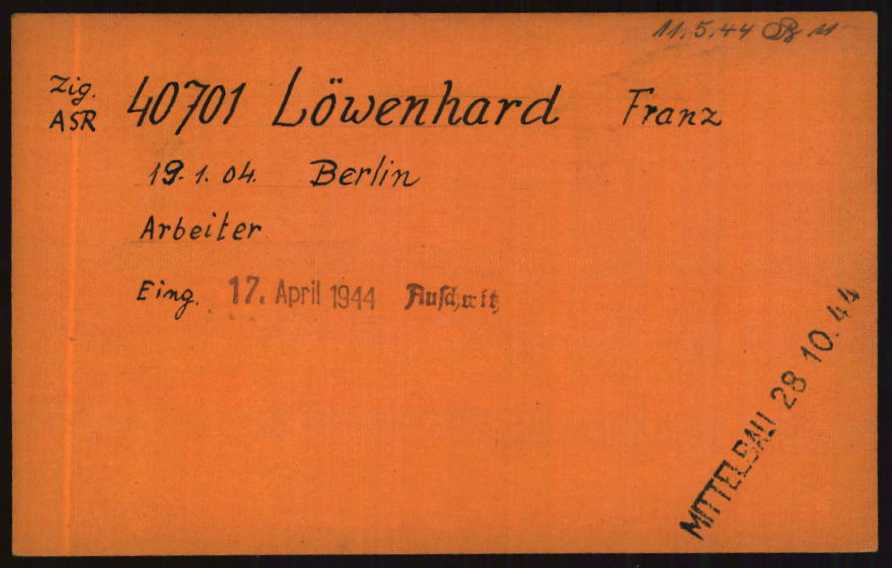 11.5.44
Zig.
ASR
40701 Löwenhard Franz
19.1.04. Berlin
Arbeiter
Eing. 17. April 1944 Auschwitz
MITTELBAU 28 10.44